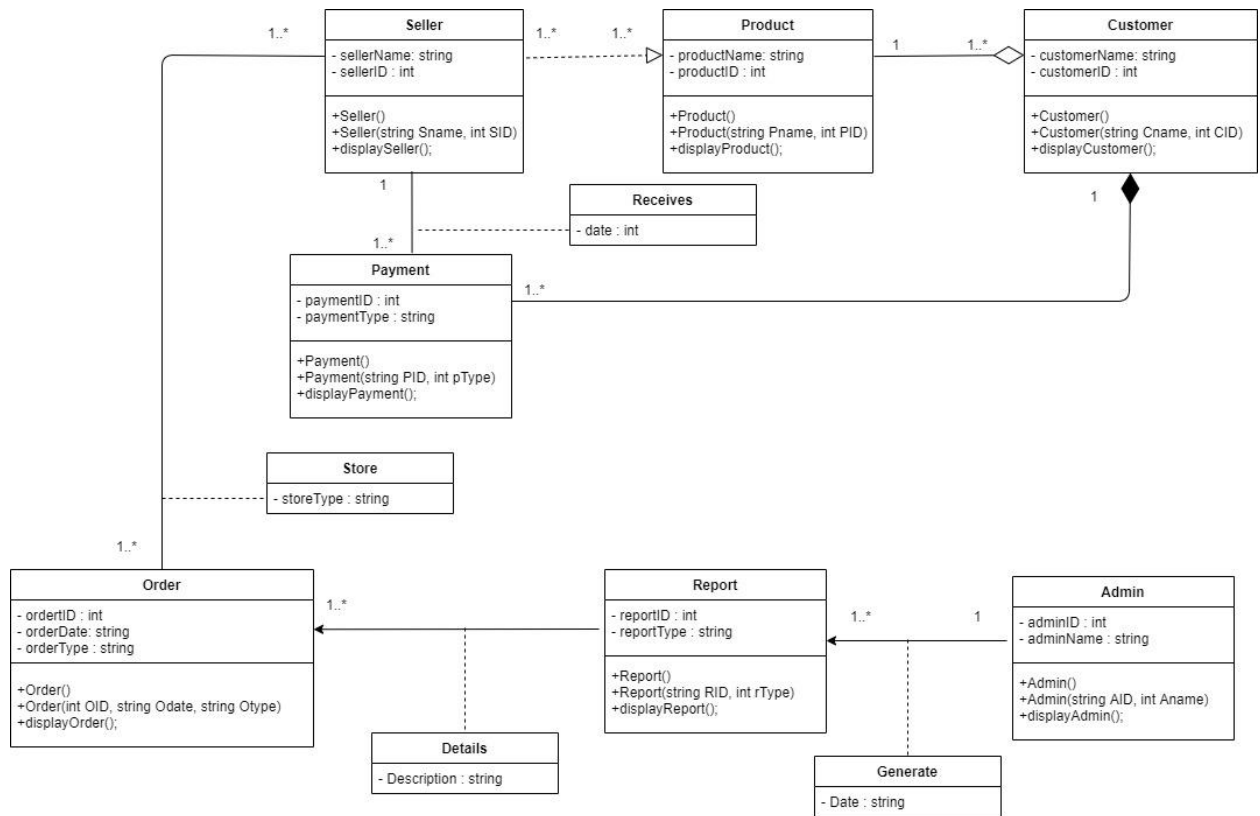 Seller
- sellerName: string
- sellerID : int
+Seller()
+Seller(string Sname, int SID)
+displaySeller();
1..*
1..*
1..*
Product
- productName: string
- productID : int
+Product()
+Product(string Pname, int PID)
+displayProduct();
1
1..*
Customer
- customerName: string
- customerID : int
+Customer()
+Customer(string Cname, int CID)
+displayCustomer();
1
1
1..*
Receives
- date : int
Payment
- paymentID : int
- paymentType : string
+Payment()
+Payment(string PID, int pType)
+displayPayment();
1..*
Store
- storeType : string
1..*
Order
- ordertID : int
- orderDate: string
- orderType : string
+Order()
+Order(int OID, string Odate, string Otype)
+displayOrder();
1..*
Report
- reportID : int
- reportType : string
+Report()
+Report(string RID, int rType)
+displayReport();
1..*
1
Admin
- adminID : int
- adminName : string
+Admin()
+Admin(string AID, int Aname)
+displayAdmin();
Details
- Description : string
Generate
- Date : string